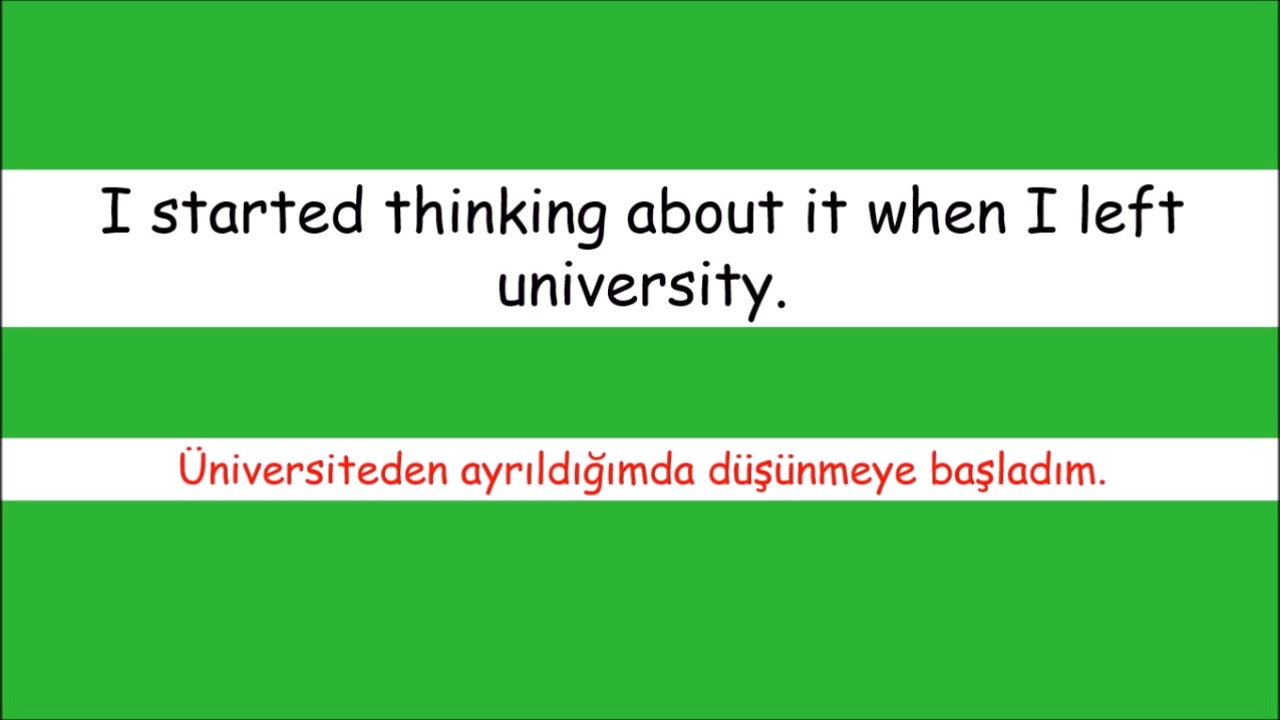 I started thinking about it when I left
university.
Üniversiteden ayrıldığımda düşünmeye başladım.